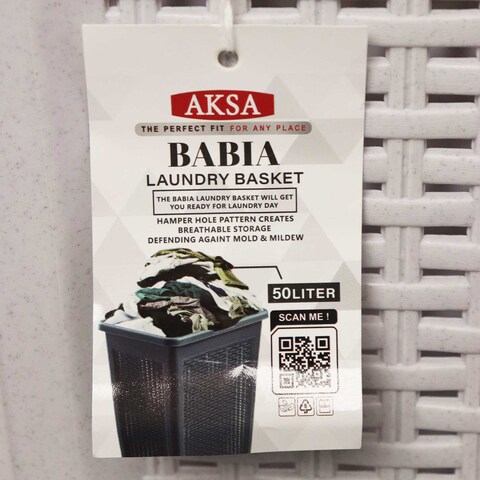 AKSA
THE PERFECT FIT FOR ANY PLACE
BABIA
LAUNDRY BASKET
THE BABIA LAUNDRY BASKET WILL GET
YOU READY FOR LAUNDRY DAY
HAMPER HOLE PATTERN CREATES
BREATHABLE STORAGE
DEFENDING AGAINT MOLD & MILDEW
50LITER
SCAN ME !